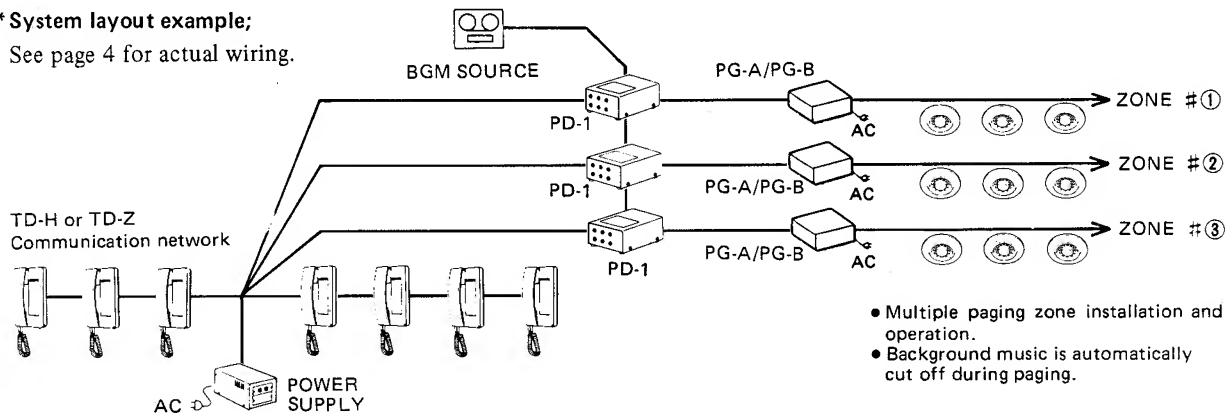 * System layout example;
See page 4 for actual wiring.
BGM SOURCE
PG-A/PG-B
PD-1
AC
ZONE #①
PD-1
PG-A/PG-B
AC
ZONE #②
TD-H or TD-Z
Communication network
PD-1
PG-A/PG-B
AC
ZONE #③
• Multiple paging zone installation and
operation.
• Background music is automatically
cut off during paging.
AC
POWER
SUPPLY